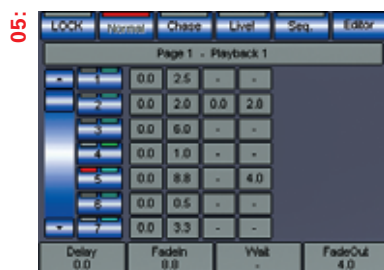 05:
LOCK Normal Chase Live! Seq. Editor
Page 1 - Playback 1
1 0.0 2.5 - -
2 0.0 2.0 0.0 2.0
3 0.0 6.0 - -
4 0.0 1.0 - -
5 0.0 8.8 - 4.0
6 0.0 0.5 - -
7 0.0 3.3 - -
Delay FadeIn Wait FadeOut
0.0 8.8 - 4.0